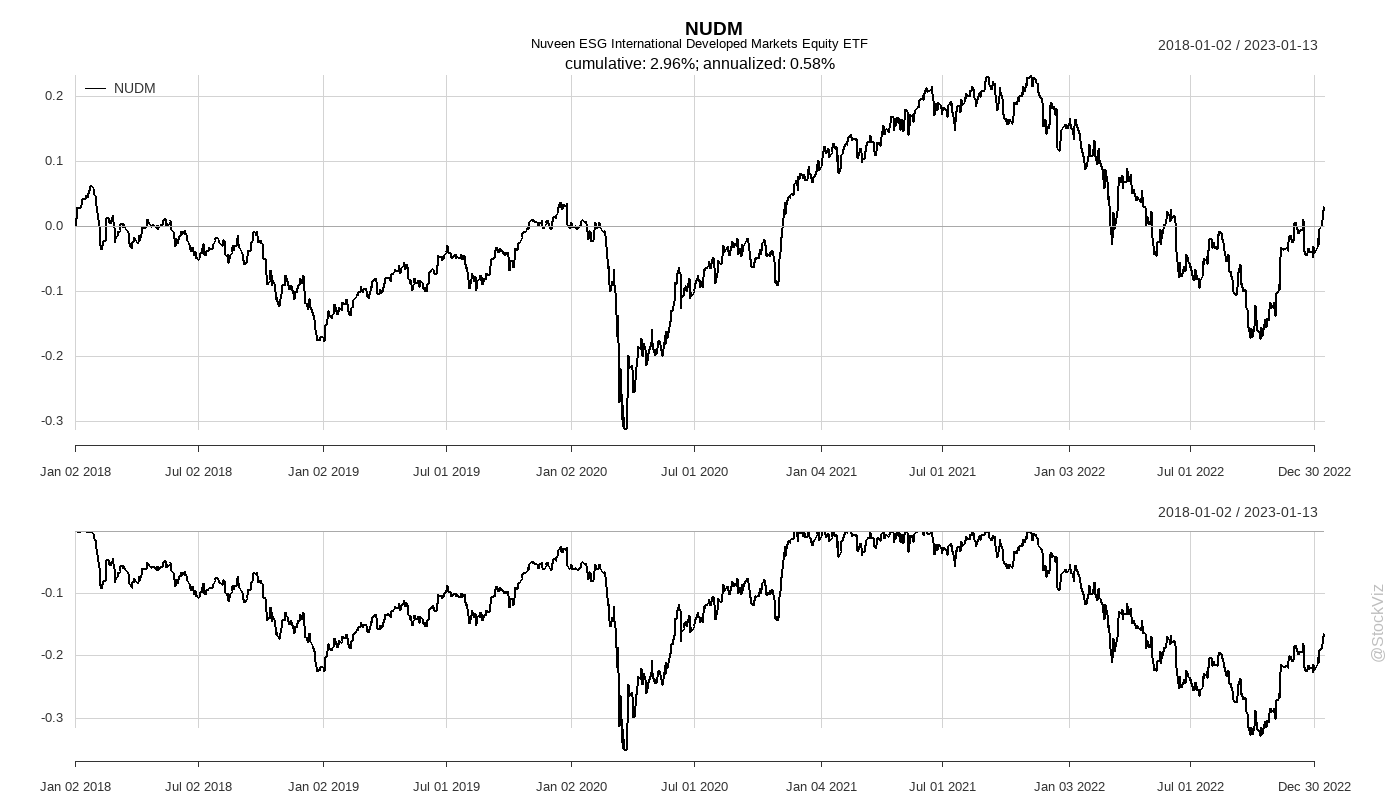 NUDM
Nuveen ESG International Developed Markets Equity ETF
cumulative: 2.96%; annualized: 0.58%
2018-01-02 / 2023-01-13
NUDM
0.2
0.1
0.0
-0.1
-0.2
-0.3
Jan 02 2018 Jul 02 2018 Jan 02 2019 Jul 01 2019 Jan 02 2020 Jul 01 2020 Jan 04 2021 Jul 01 2021 Jan 03 2022 Jul 01 2022 Dec 30 2022
2018-01-02 / 2023-01-13
-0.1
-0.2
-0.3
Jan 02 2018 Jul 02 2018 Jan 02 2019 Jul 01 2019 Jan 02 2020 Jul 01 2020 Jan 04 2021 Jul 01 2021 Jan 03 2022 Jul 01 2022 Dec 30 2022
@StockViz